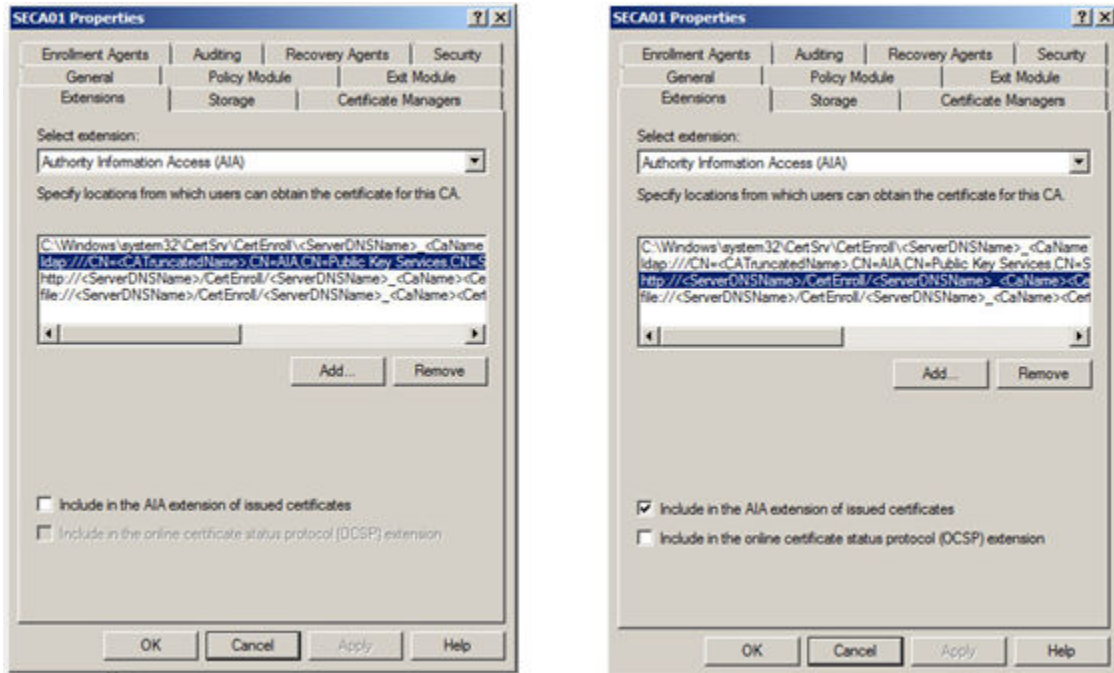 SECA01 Properties
Enrollment Agents Auditing Recovery Agents Security
General Policy Module Exit Module
Extensions Storage Certificate Managers
Select extension:
Authority Information Access (AIA)
Specify locations from which users can obtain the certificate for this CA.
C:\Windows\system32\CertSrv\CertEnroll\<ServerDNSName>_<CaName
ldap:///CN=<CATruncatedName>,CN=AIA,CN=Public Key Services,CN=S
http://<ServerDNSName>/CertEnroll/<ServerDNSName>_<CaName><Cer
file://<ServerDNSName>/CertEnroll/<ServerDNSName>_<CaName><Cert
Add... Remove
Include in the AIA extension of issued certificates
Include in the online certificate status protocol (OCSP) extension
OK Cancel Apply Help
SECA01 Properties
Enrollment Agents Auditing Recovery Agents Security
General Policy Module Exit Module
Extensions Storage Certificate Managers
Select extension:
Authority Information Access (AIA)
Specify locations from which users can obtain the certificate for this CA.
C:\Windows\system32\CertSrv\CertEnroll\<ServerDNSName>_<CaName
ldap:///CN=<CATruncatedName>,CN=AIA,CN=Public Key Services,CN=S
http://<ServerDNSName>/CertEnroll/<ServerDNSName>_<CaName><Ce
file://<ServerDNSName>/CertEnroll/<ServerDNSName>_<CaName><Cert
Add... Remove
Include in the AIA extension of issued certificates
Include in the online certificate status protocol (OCSP) extension
OK Cancel Apply Help